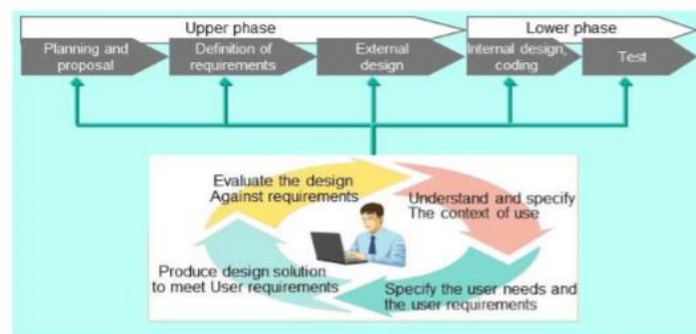 Upper phase
Lower phase
Planning and
proposal
Definition of
requirements
External
design
Internal design,
coding
Test
Evaluate the design
Against requirements
Understand and specify
The context of use
Produce design solution
to meet User requirements
Specify the user needs and
the user requirements